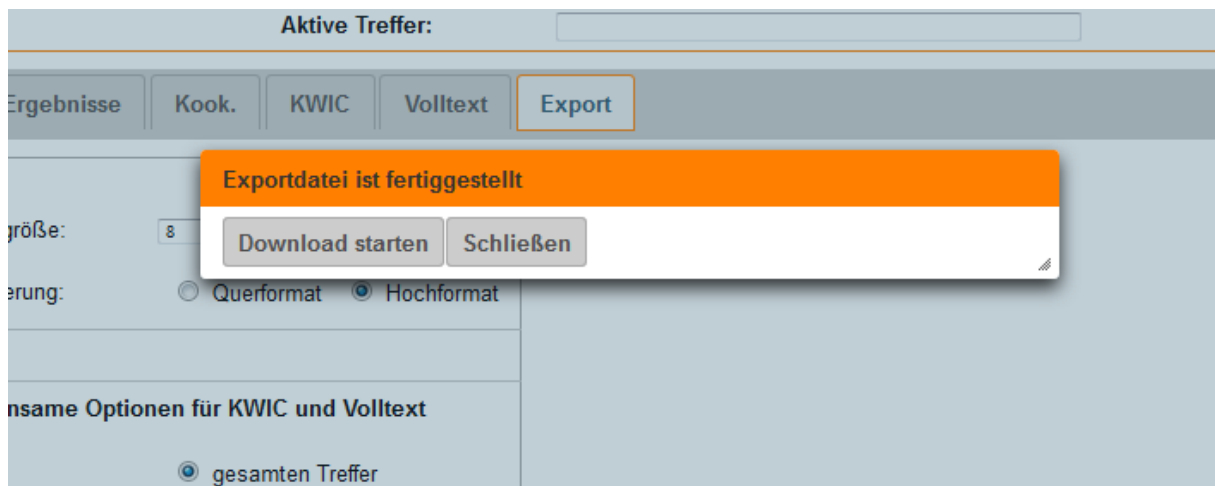 Aktive Treffer:
Ergebnisse Kook. KWIC Volltext Export
Exportdatei ist fertiggestellt
größe: 8
Download starten Schließen
erung: Querformat Hochformat
nsame Optionen für KWIC und Volltext
gesamten Treffer